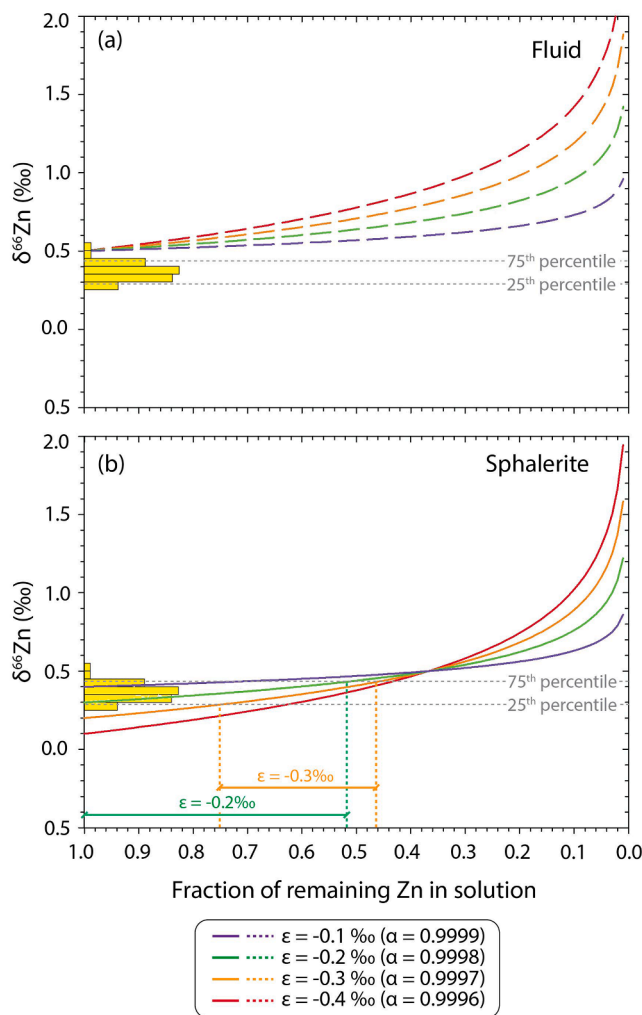 (a)
Fluid
2.0
1.5
1.0
0.5
0.0
0.5
δ⁶⁶Zn (‰)
75th percentile
25th percentile
(b)
Sphalerite
2.0
1.5
1.0
0.5
0.0
0.5
δ⁶⁶Zn (‰)
75th percentile
25th percentile
ε = -0.3‰
ε = -0.2‰
1.0 0.9 0.8 0.7 0.6 0.5 0.4 0.3 0.2 0.1 0.0
Fraction of remaining Zn in solution
ε = -0.1 ‰ (α = 0.9999)
ε = -0.2 ‰ (α = 0.9998)
ε = -0.3 ‰ (α = 0.9997)
ε = -0.4 ‰ (α = 0.9996)